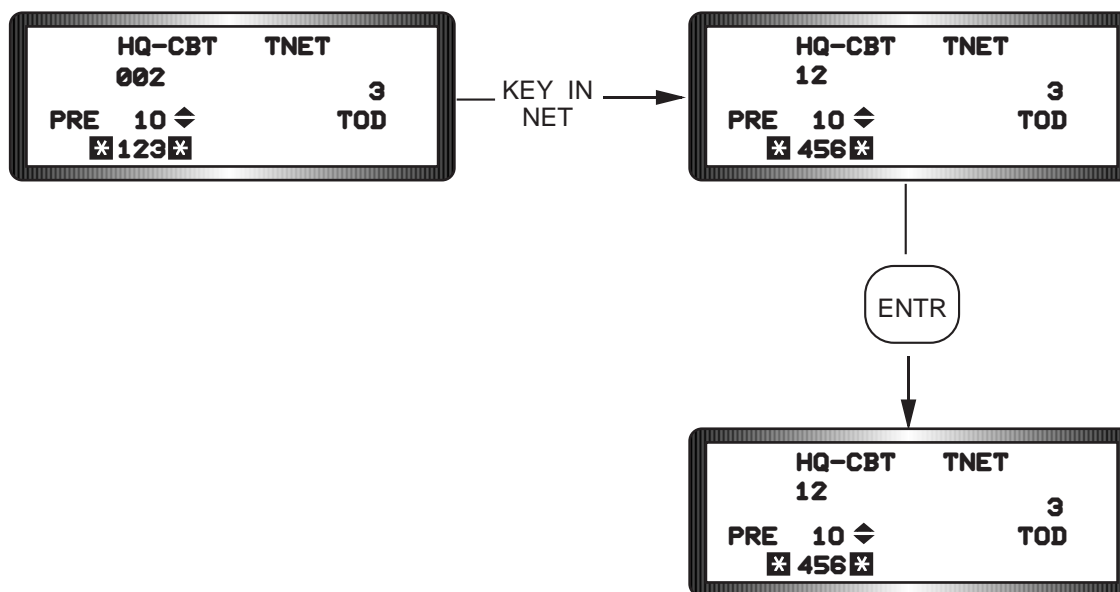 HQ-CBT TNET
002
3
PRE 10 TOD
*123*
KEY IN
NET
HQ-CBT TNET
12
3
PRE 10 TOD
* 456 *
ENTR
HQ-CBT TNET
12
3
PRE 10 TOD
* 456 *